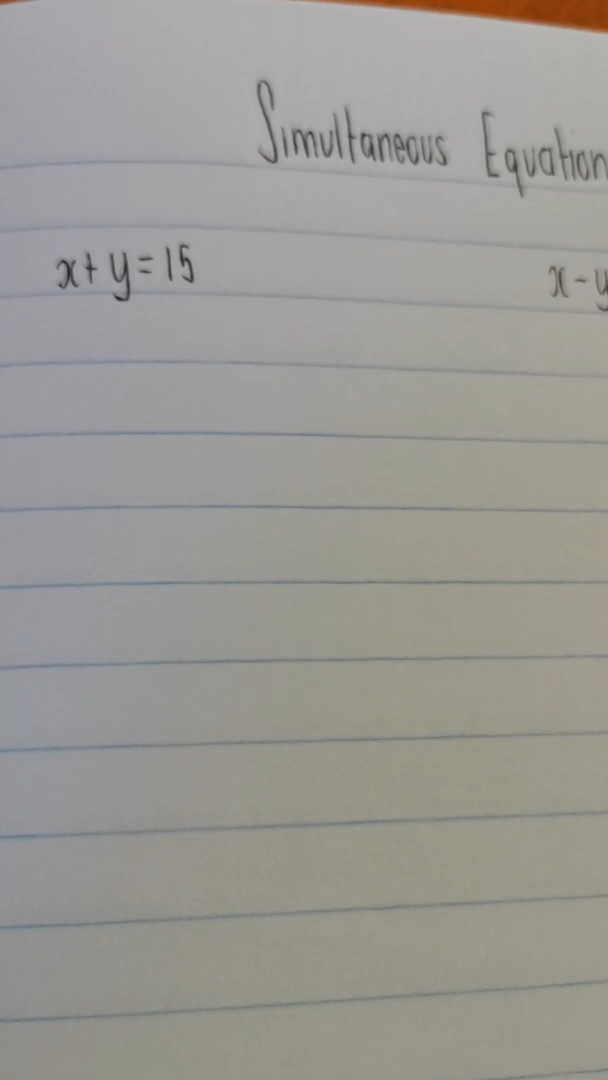 Simultaneous Equation
x + y = 15
x - y